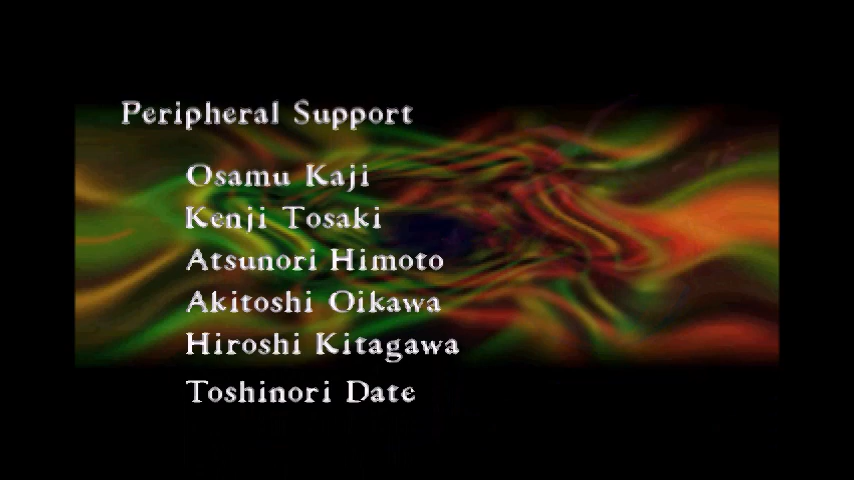 Peripheral Support
Osamu Kaji
Kenji Tosaki
Atsunori Himoto
Akitoshi Oikawa
Hiroshi Kitagawa
Toshinori Date